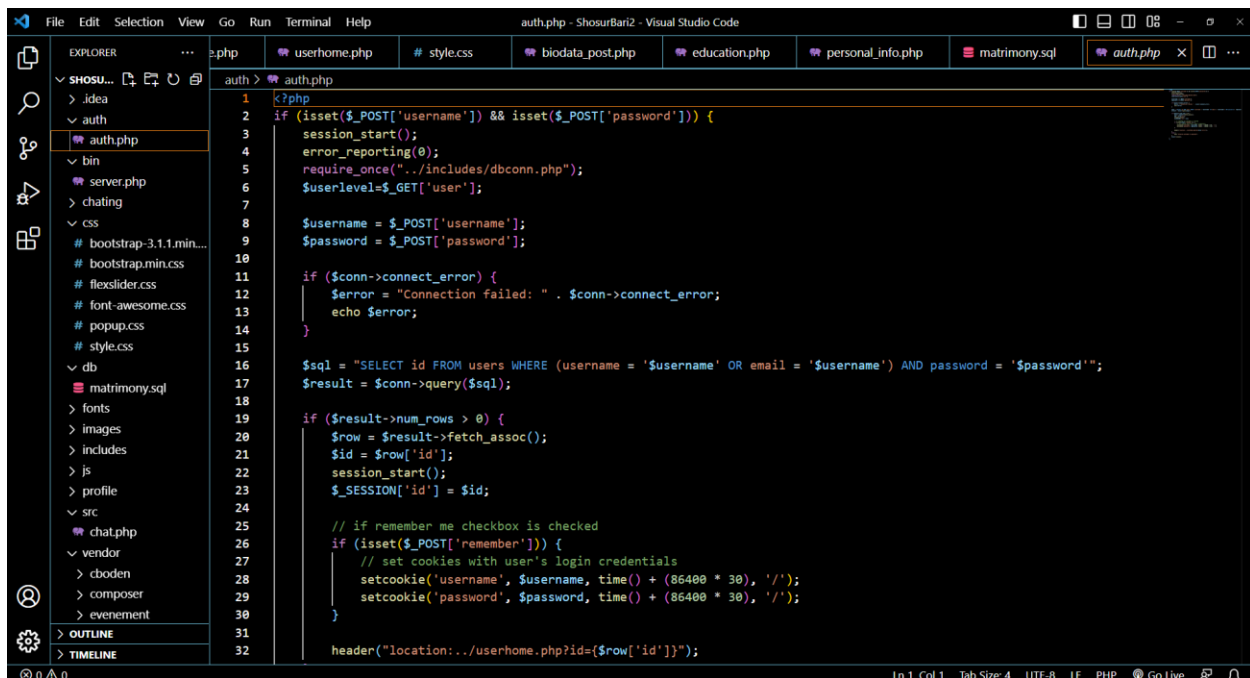 File Edit Selection View Go Run Terminal Help auth.php - ShosurBari2 - Visual Studio Code
EXPLORER ··· e.php userhome.php # style.css biodata_post.php education.php personal_info.php matrimony.sql auth.php
SHOSU... auth > auth.php
.idea
auth
auth.php
bin
server.php
chating
css
# bootstrap-3.1.1.min....
# bootstrap.min.css
# flexslider.css
# font-awesome.css
# popup.css
# style.css
db
matrimony.sql
fonts
images
includes
js
profile
src
chat.php
vendor
cboden
composer
evenement
OUTLINE
TIMELINE
1 <?php
2 if (isset($_POST['username']) && isset($_POST['password'])) {
3 session_start();
4 error_reporting(0);
5 require_once("../includes/dbconn.php");
6 $userlevel=$_GET['user'];
7
8 $username = $_POST['username'];
9 $password = $_POST['password'];
10
11 if ($conn->connect_error) {
12 $error = "Connection failed: " . $conn->connect_error;
13 echo $error;
14 }
15
16 $sql = "SELECT id FROM users WHERE (username = '$username' OR email = '$username') AND password = '$password'";
17 $result = $conn->query($sql);
18
19 if ($result->num_rows > 0) {
20 $row = $result->fetch_assoc();
21 $id = $row['id'];
22 session_start();
23 $_SESSION['id'] = $id;
24
25 // if remember me checkbox is checked
26 if (isset($_POST['remember'])) {
27 // set cookies with user's login credentials
28 setcookie('username', $username, time() + (86400 * 30), '/');
29 setcookie('password', $password, time() + (86400 * 30), '/');
30 }
31
32 header("location:../userhome.php?id={$row['id']}");
0 0 Ln 1, Col 1 Tab Size: 4 UTF-8 LF PHP Go Live